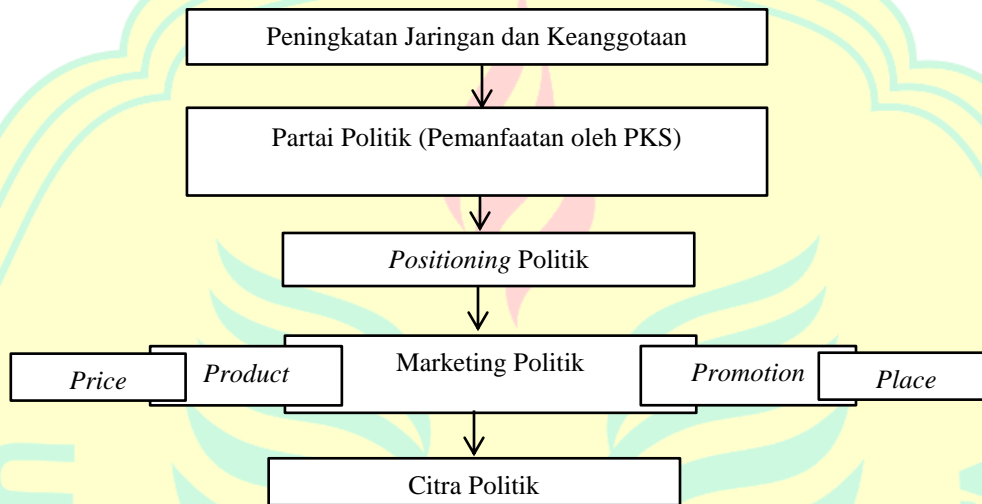 Peningkatan Jaringan dan Keanggotaan
Partai Politik (Pemanfaatan oleh PKS)
Positioning Politik
Marketing Politik
Price
Product
Promotion
Place
Citra Politik